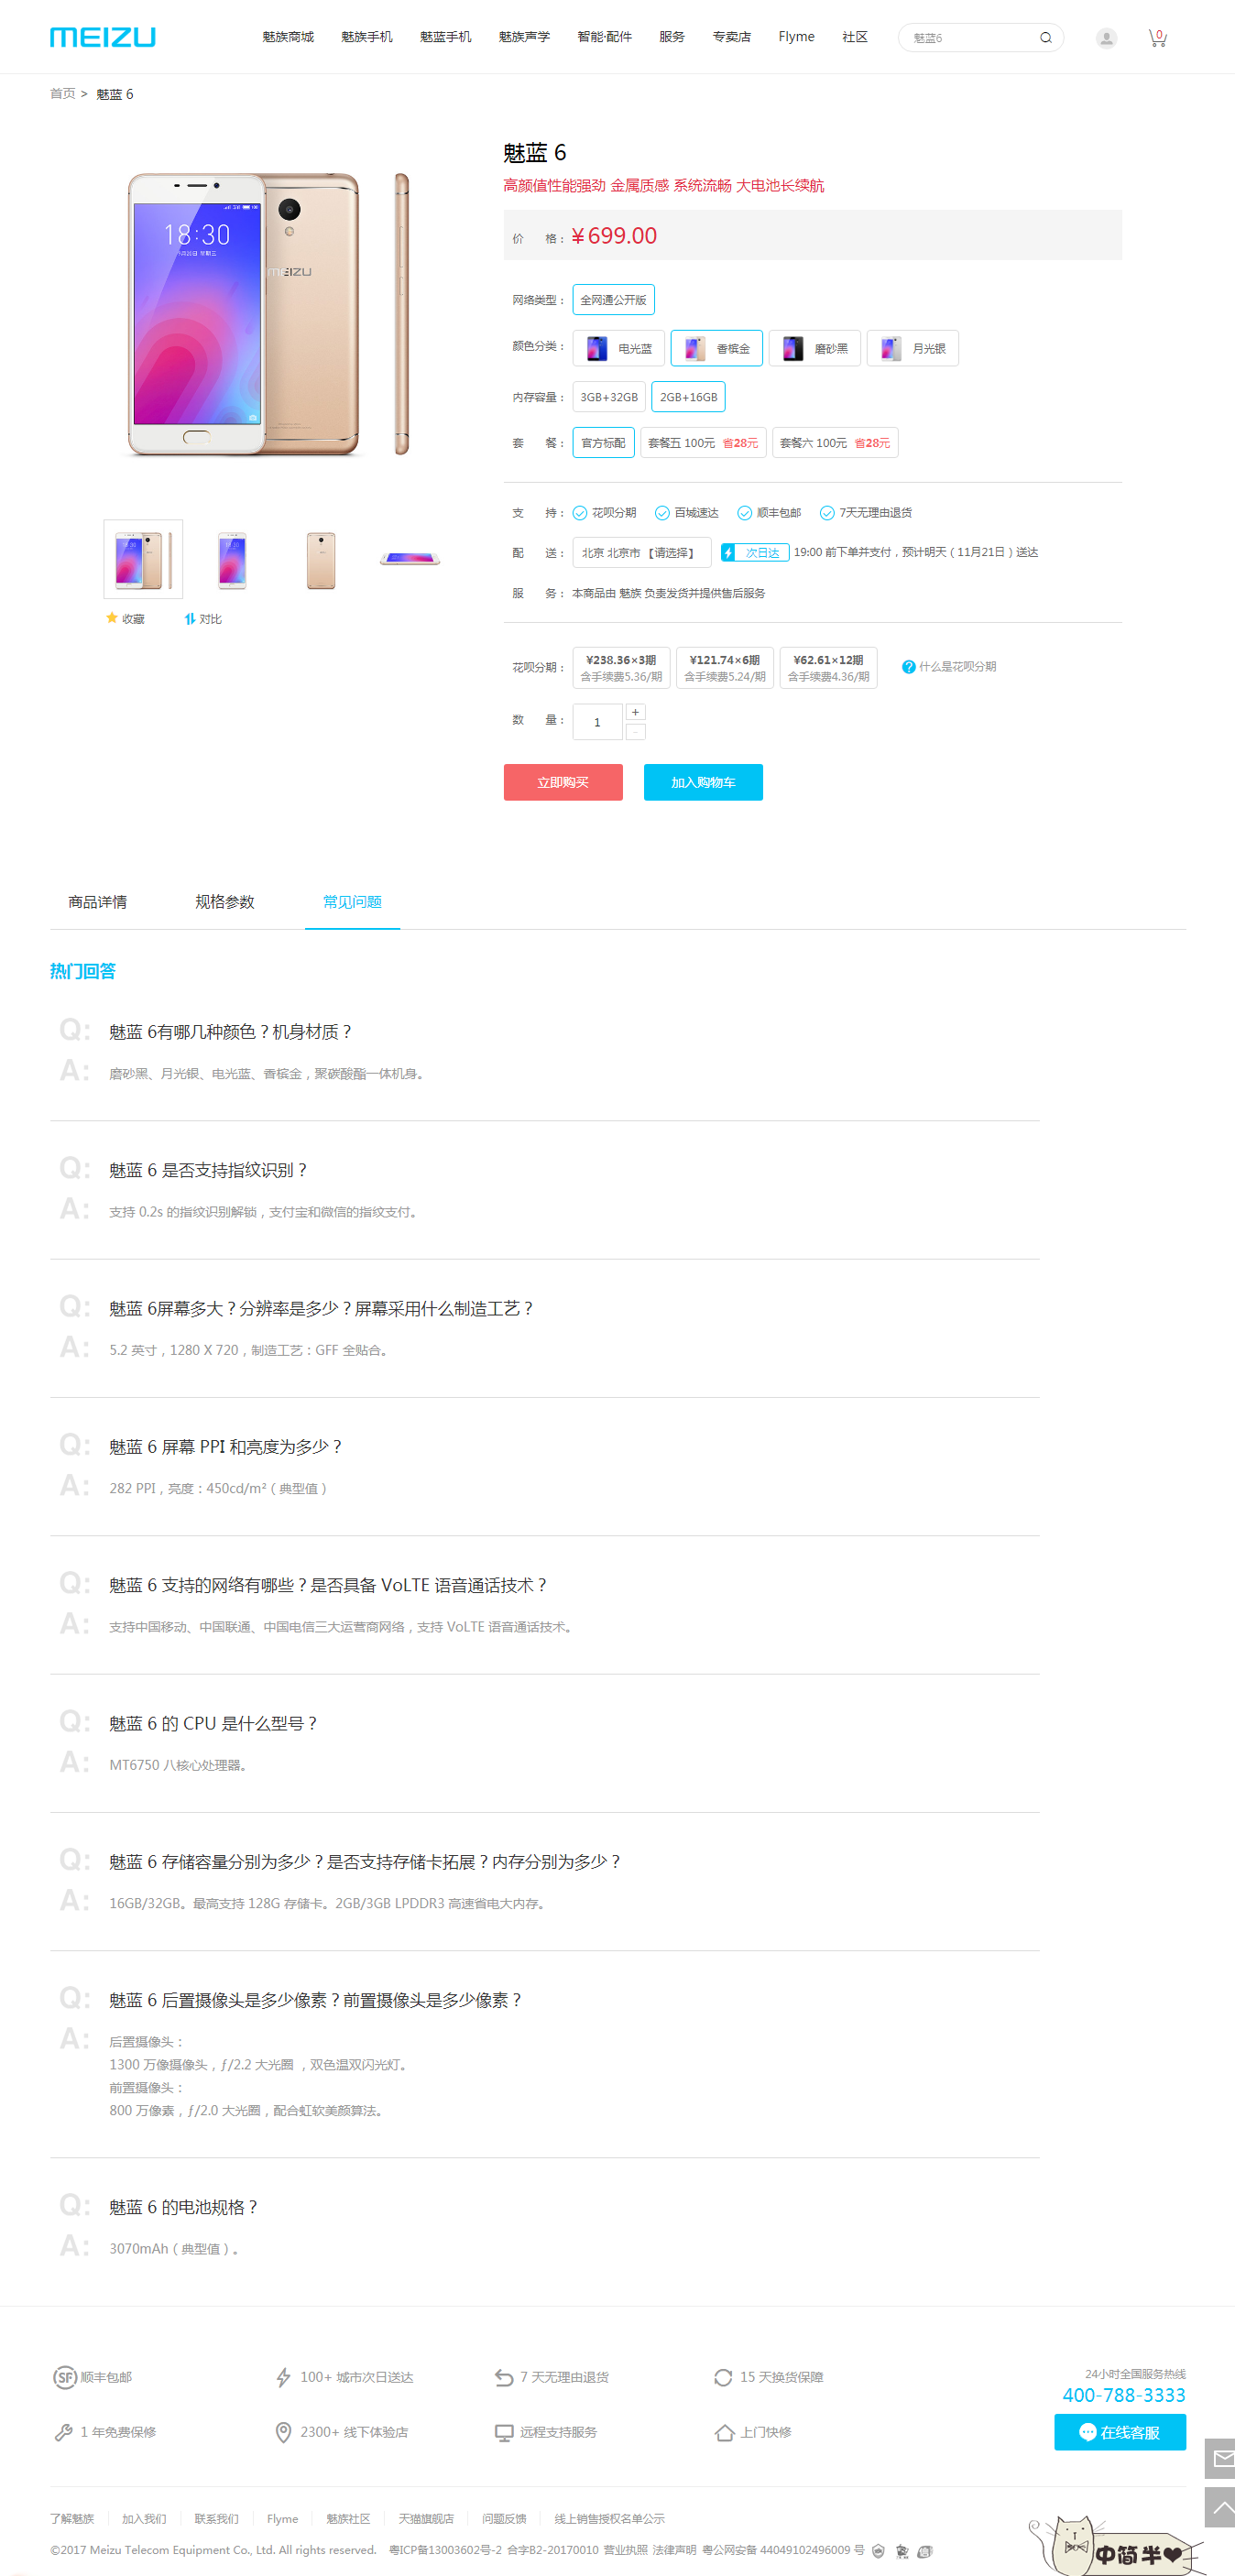 MEIZU
魅族商城 魅族手机 魅蓝手机 魅族声学 智能·配件 服务 专卖店 Flyme 社区 魅蓝6 0
首页 > 魅蓝 6
魅蓝 6
高颜值性能强劲 金属质感 系统流畅 大电池长续航
价 格： ¥ 699.00
18:30
MEIZU
网络类型： 全网通公开版
颜色分类： 电光蓝 香槟金 磨砂黑 月光银
内存容量： 3GB+32GB 2GB+16GB
套 餐： 官方标配 套餐五 100元 省28元 套餐六 100元 省28元
支 持： 花呗分期 百城速达 顺丰包邮 7天无理由退货
配 送： 北京 北京市 【请选择】 次日达 19:00 前下单并支付，预计明天（11月21日）送达
服 务： 本商品由 魅族 负责发货并提供售后服务
收藏 对比
花呗分期： ¥238.36×3期 ¥121.74×6期 ¥62.61×12期 什么是花呗分期
含手续费5.36/期 含手续费5.24/期 含手续费4.36/期
数 量： 1 + -
立即购买 加入购物车
商品详情 规格参数 常见问题
热门回答
Q: 魅蓝 6有哪几种颜色？机身材质？
A: 磨砂黑、月光银、电光蓝、香槟金，聚碳酸酯一体机身。
Q: 魅蓝 6 是否支持指纹识别？
A: 支持 0.2s 的指纹识别解锁，支付宝和微信的指纹支付。
Q: 魅蓝 6屏幕多大？分辨率是多少？屏幕采用什么制造工艺？
A: 5.2 英寸，1280 X 720，制造工艺：GFF 全贴合。
Q: 魅蓝 6 屏幕 PPI 和亮度为多少？
A: 282 PPI，亮度：450cd/m²（典型值）
Q: 魅蓝 6 支持的网络有哪些？是否具备 VoLTE 语音通话技术？
A: 支持中国移动、中国联通、中国电信三大运营商网络，支持 VoLTE 语音通话技术。
Q: 魅蓝 6 的 CPU 是什么型号？
A: MT6750 八核心处理器。
Q: 魅蓝 6 存储容量分别为多少？是否支持存储卡拓展？内存分别为多少？
A: 16GB/32GB。最高支持 128G 存储卡。2GB/3GB LPDDR3 高速省电大内存。
Q: 魅蓝 6 后置摄像头是多少像素？前置摄像头是多少像素？
A: 后置摄像头：
1300 万像摄像头，ƒ/2.2 大光圈 ，双色温双闪光灯。
前置摄像头：
800 万像素，ƒ/2.0 大光圈，配合虹软美颜算法。
Q: 魅蓝 6 的电池规格？
A: 3070mAh（典型值）。
SF 顺丰包邮 100+ 城市次日送达 7 天无理由退货 15 天换货保障
24小时全国服务热线
400-788-3333
1 年免费保修 2300+ 线下体验店 远程支持服务 上门快修
在线客服
了解魅族 加入我们 联系我们 Flyme 魅族社区 天猫旗舰店 问题反馈 线上销售授权名单公示
©2017 Meizu Telecom Equipment Co., Ltd. All rights reserved. 粤ICP备13003602号-2 合字B2-20170010 营业执照 法律声明 粤公网安备 44049102496009 号
中简半